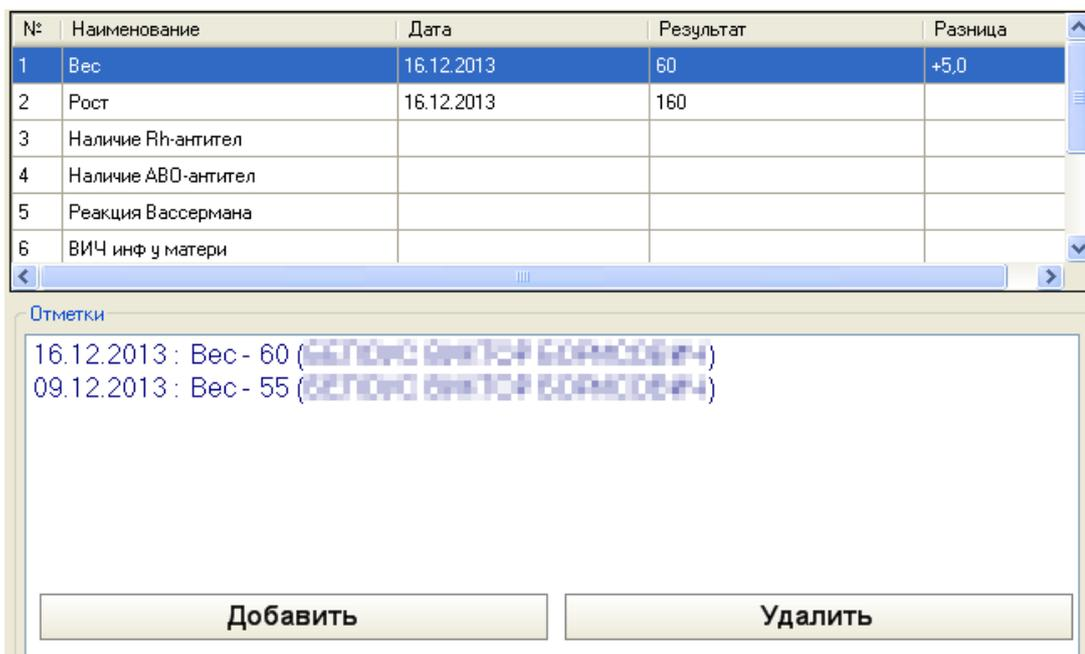 № Наименование Дата Результат Разница
1 Вес 16.12.2013 60 +5,0
2 Рост 16.12.2013 160
3 Наличие Rh-антител
4 Наличие АВО-антител
5 Реакция Вассермана
6 ВИЧ инф у матери
Отметки
16.12.2013 : Вес - 60 ( )
09.12.2013 : Вес - 55 ( )
Добавить Удалить